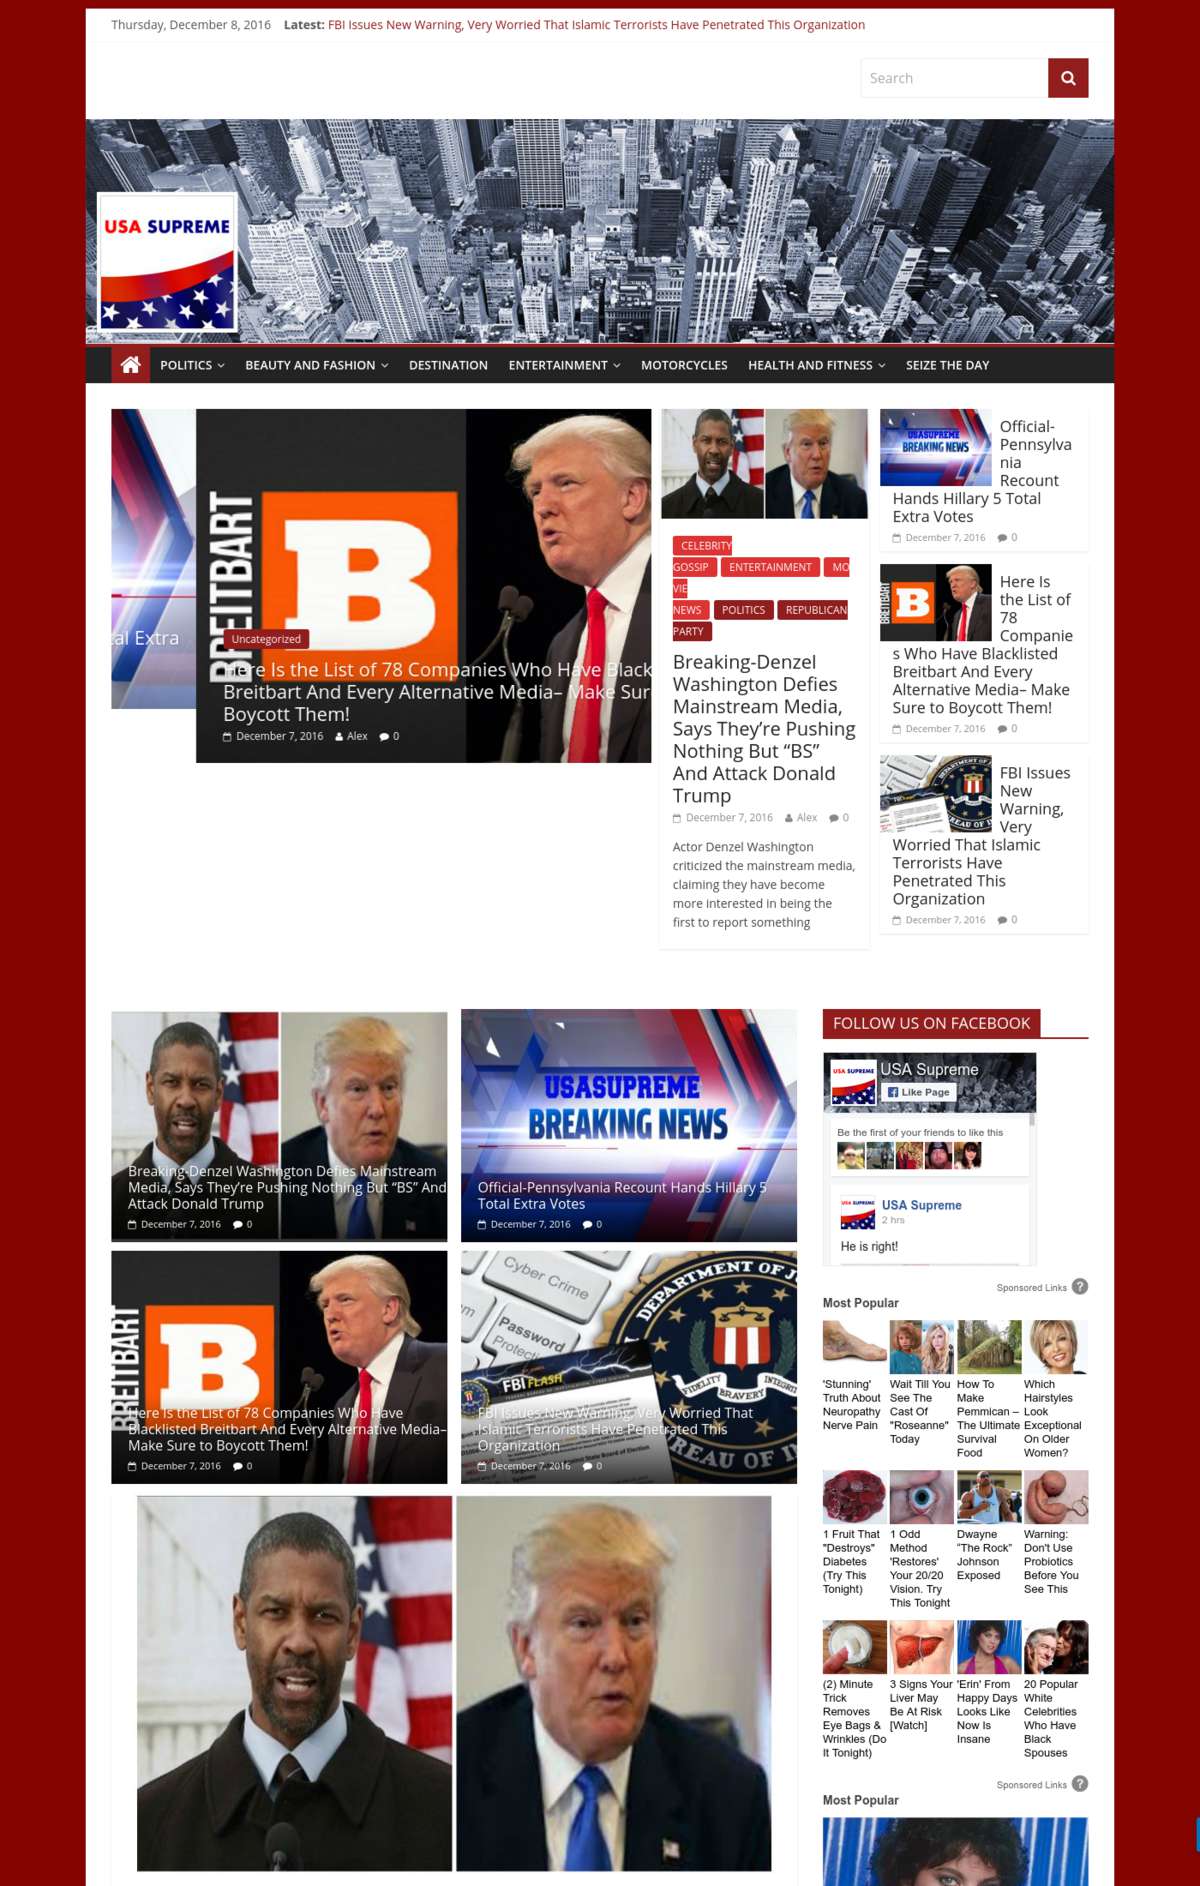 Thursday, December 8, 2016 Latest: FBI Issues New Warning, Very Worried That Islamic Terrorists Have Penetrated This Organization
Search
USA SUPREME
POLITICS
BEAUTY AND FASHION
DESTINATION
ENTERTAINMENT
MOTORCYCLES
HEALTH AND FITNESS
SEIZE THE DAY
tal Extra
BREITBART
B
Uncategorized
Here Is the List of 78 Companies Who Have Black
Breitbart And Every Alternative Media– Make Sur
Boycott Them!
December 7, 2016 Alex 0
CELEBRITY
GOSSIP ENTERTAINMENT MO
VIE
NEWS POLITICS REPUBLICAN
PARTY
Breaking-Denzel
Washington Defies
Mainstream Media,
Says They’re Pushing
Nothing But “BS”
And Attack Donald
Trump
December 7, 2016 Alex 0
Actor Denzel Washington
criticized the mainstream media,
claiming they have become
more interested in being the
first to report something
USASUPREME
BREAKING NEWS
Official-
Pennsylva
nia
Recount
Hands Hillary 5 Total
Extra Votes
December 7, 2016 0
BREITBART
B
Here Is
the List of
78
Companie
s Who Have Blacklisted
Breitbart And Every
Alternative Media– Make
Sure to Boycott Them!
December 7, 2016 0
FBI Issues
New
Warning,
Very
Worried That Islamic
Terrorists Have
Penetrated This
Organization
December 7, 2016 0
Breaking-Denzel Washington Defies Mainstream
Media, Says They’re Pushing Nothing But “BS” And
Attack Donald Trump
December 7, 2016 0
USASUPREME
BREAKING NEWS
Official-Pennsylvania Recount Hands Hillary 5
Total Extra Votes
December 7, 2016 0
BREITBART
B
Here Is the List of 78 Companies Who Have
Blacklisted Breitbart And Every Alternative Media–
Make Sure to Boycott Them!
December 7, 2016 0
Cyber Crime
Password
DEPARTMENT OF J
FBI FLASH
FIDELITY BRAVERY INTEGRIT
EAU OF IN
FBI Issues New Warning, Very Worried That
Islamic Terrorists Have Penetrated This
Organization
December 7, 2016 0
FOLLOW US ON FACEBOOK
USA SUPREME
USA Supreme
Like Page
Be the first of your friends to like this
USA SUPREME
USA Supreme
2 hrs
He is right!
Sponsored Links ?
Most Popular
'Stunning'
Truth About
Neuropathy
Nerve Pain
Wait Till You
See The
Cast Of
"Roseanne"
Today
How To
Make
Pemmican –
The Ultimate
Survival
Food
Which
Hairstyles
Look
Exceptional
On Older
Women?
1 Fruit That
"Destroys"
Diabetes
(Try This
Tonight)
1 Odd
Method
'Restores'
Your 20/20
Vision. Try
This Tonight
Dwayne
“The Rock”
Johnson
Exposed
Warning:
Don't Use
Probiotics
Before You
See This
(2) Minute
Trick
Removes
Eye Bags &
Wrinkles (Do
It Tonight)
3 Signs Your
Liver May
Be At Risk
[Watch]
'Erin' From
Happy Days
Looks Like
Now Is
Insane
20 Popular
White
Celebrities
Who Have
Black
Spouses
Sponsored Links ?
Most Popular